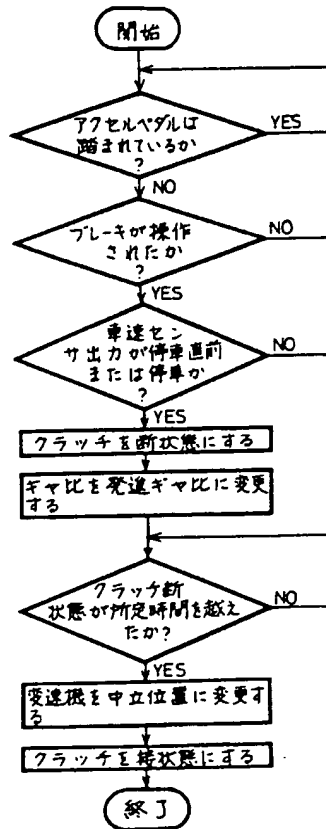 開始
アクセルペダルは
踏まれているか
?
YES
NO
ブレーキが操作
されたか
?
NO
YES
車速セン
サ出力が停車直前
または停車か
?
NO
YES
クラッチを断状態にする
ギヤ比を発進ギヤ比に変更
する
クラッチ断
状態が所定時間を越え
たか?
NO
YES
変速機を中立位置に変更す
る
クラッチを接状態にする
終了